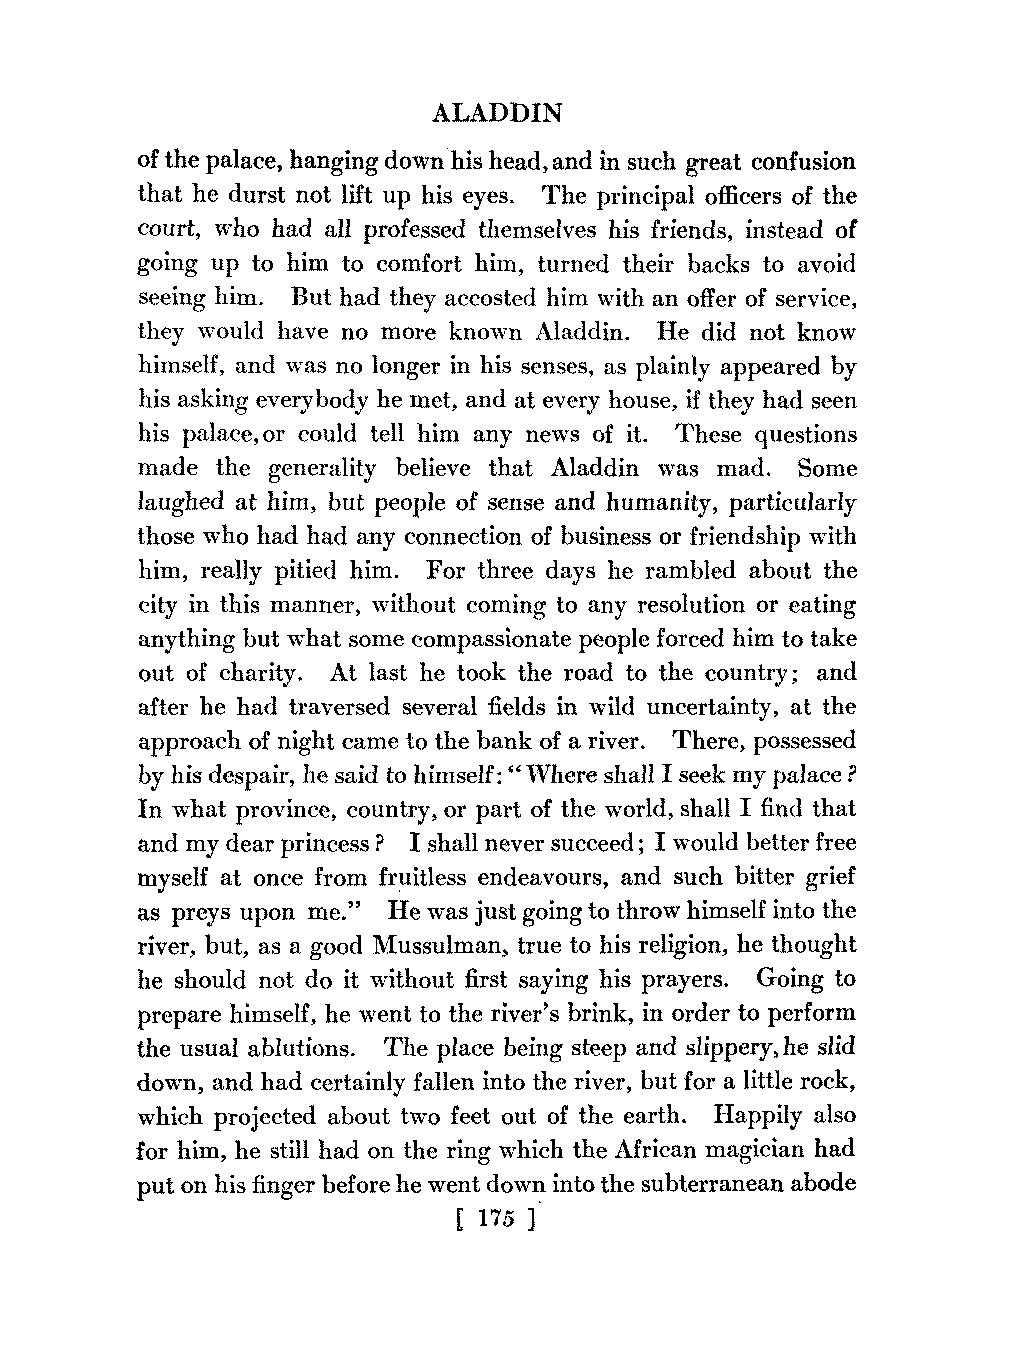 ALADDIN
of the palace, hanging down his head, and in such great confusion
that he durst not lift up his eyes. The principal officers of the
court, who had all professed themselves his friends, instead of
going up to him to comfort him, turned their backs to avoid
seeing him. But had they accosted him with an offer of service,
they would have no more known Aladdin. He did not know
himself, and was no longer in his senses, as plainly appeared by
his asking everybody he met, and at every house, if they had seen
his palace, or could tell him any news of it. These questions
made the generality believe that Aladdin was mad. Some
laughed at him, but people of sense and humanity, particularly
those who had had any connection of business or friendship with
him, really pitied him. For three days he rambled about the
city in this manner, without coming to any resolution or eating
anything but what some compassionate people forced him to take
out of charity. At last he took the road to the country; and
after he had traversed several fields in wild uncertainty, at the
approach of night came to the bank of a river. There, possessed
by his despair, he said to himself: “Where shall I seek my palace?
In what province, country, or part of the world, shall I find that
and my dear princess? I shall never succeed; I would better free
myself at once from fruitless endeavours, and such bitter grief
as preys upon me.” He was just going to throw himself into the
river, but, as a good Mussulman, true to his religion, he thought
he should not do it without first saying his prayers. Going to
prepare himself, he went to the river’s brink, in order to perform
the usual ablutions. The place being steep and slippery, he slid
down, and had certainly fallen into the river, but for a little rock,
which projected about two feet out of the earth. Happily also
for him, he still had on the ring which the African magician had
put on his finger before he went down into the subterranean abode
[ 175 ]